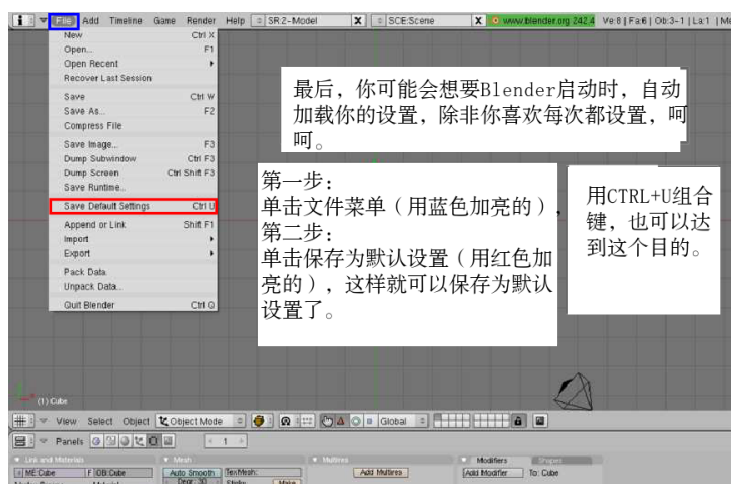 File Add Timeline Game Render Help SR:2-Model X SCE:Scene X www.blender.org 242.4 Ve:8 | Fa:6 | Ob:3-1 | La:1 | Me
New Ctrl X
Open... F1
Open Recent
Recover Last Session
Save Ctrl W
Save As... F2
Compress File
Save Image... F3
Dump Subwindow Ctrl F3
Dump Screen Ctrl Shift F3
Save Runtime...
Save Default Settings Ctrl U
Append or Link Shift F1
Import
Export
Pack Data
Unpack Data...
Quit Blender Ctrl Q
最后，你可能会想要Blender启动时，自动
加载你的设置，除非你喜欢每次都设置，呵
呵。
第一步：
单击文件菜单（用蓝色加亮的），
第二步：
单击保存为默认设置（用红色加
亮的），这样就可以保存为默认
设置了。
用CTRL+U组合
键，也可以达
到这个目的。
(1) Cube
View Select Object Object Mode Global
Panels 1
Link and Materials Mesh Multires Modifiers Shapes
ME:Cube F OB:Cube Auto Smooth TexMesh: Add Multires Add Modifier To: Cube
Degr: 30 Sticky Make